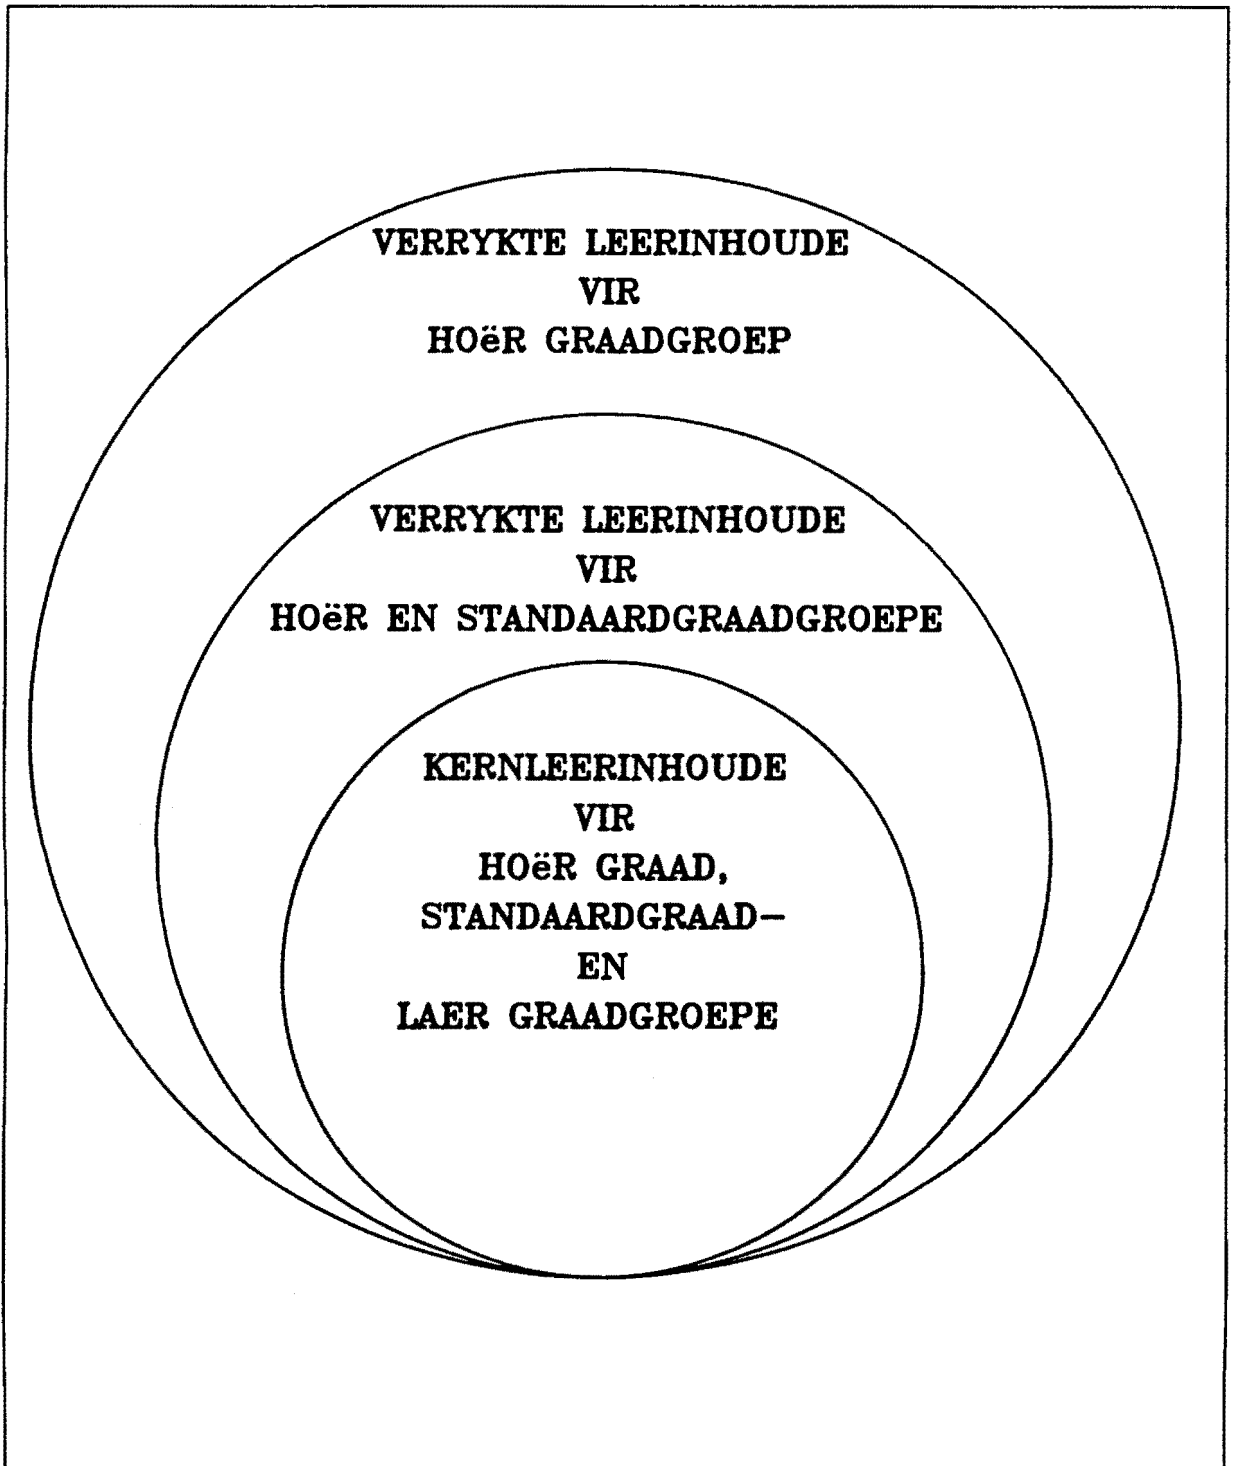 VERRYKTE LEERINHOUDE
VIR
HOëR GRAADGROEP
VERRYKTE LEERINHOUDE
VIR
HOëR EN STANDAARDGRAADGROEPE
KERNLEERINHOUDE
VIR
HOëR GRAAD,
STANDAARDGRAAD–
EN
LAER GRAADGROEPE